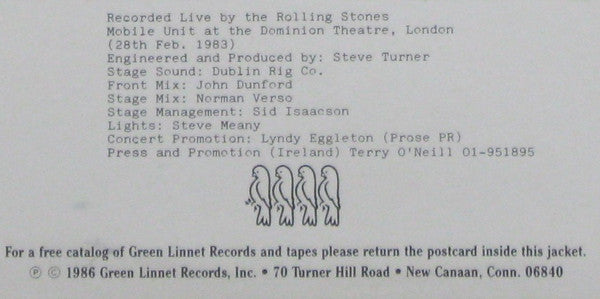 Recorded Live by the Rolling Stones
Mobile Unit at the Dominion Theatre, London
(28th Feb. 1983)
Engineered and Produced by: Steve Turner
Stage Sound: Dublin Rig Co.
Front Mix: John Dunford
Stage Mix: Norman Verso
Stage Management: Sid Isaacson
Lights: Steve Meany
Concert Promotion: Lyndy Eggleton (Prose PR)
Press and Promotion (Ireland) Terry O'Neill 01-951895
For a free catalog of Green Linnet Records and tapes please return the postcard inside this jacket.
℗ © 1986 Green Linnet Records, Inc. • 70 Turner Hill Road • New Canaan, Conn. 06840